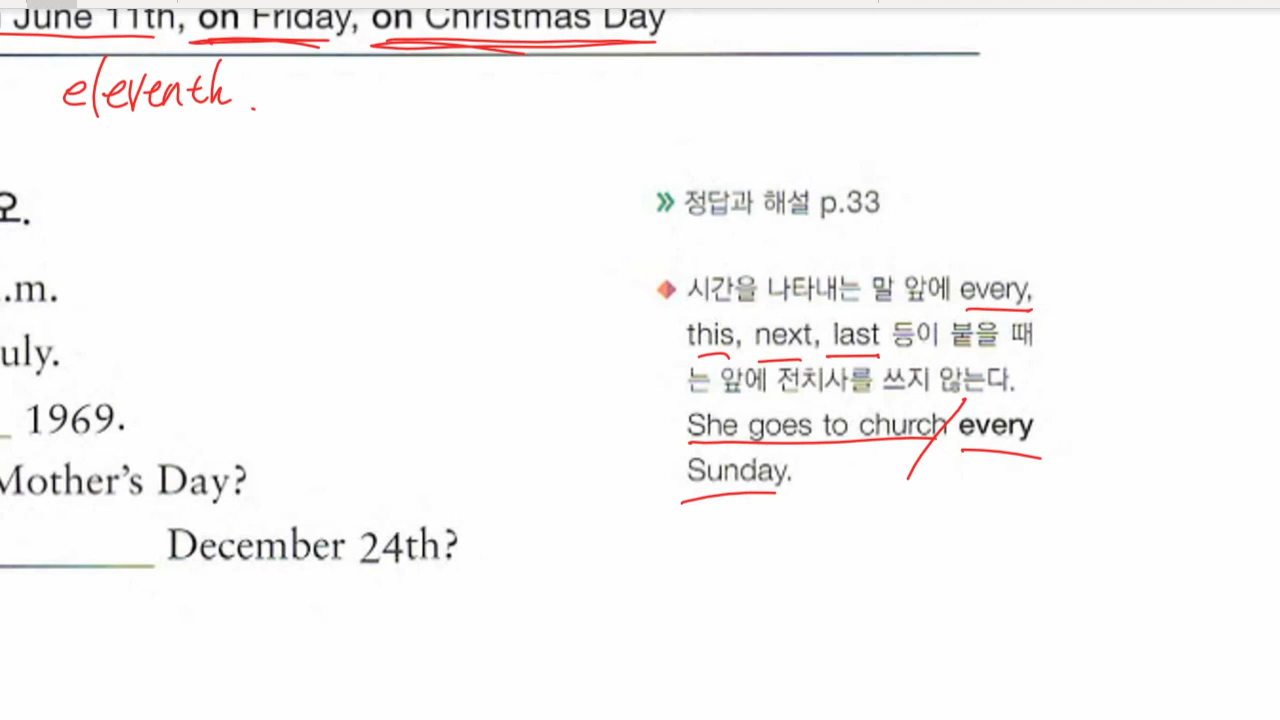 June 11th, on Friday, on Christmas Day
eleventh.
오.
.m.
uly.
1969.
Mother's Day?
December 24th?
» 정답과 해설 p.33
시간을 나타내는 말 앞에 every,
this, next, last 등이 붙을 때
는 앞에 전치사를 쓰지 않는다.
She goes to church every
Sunday.